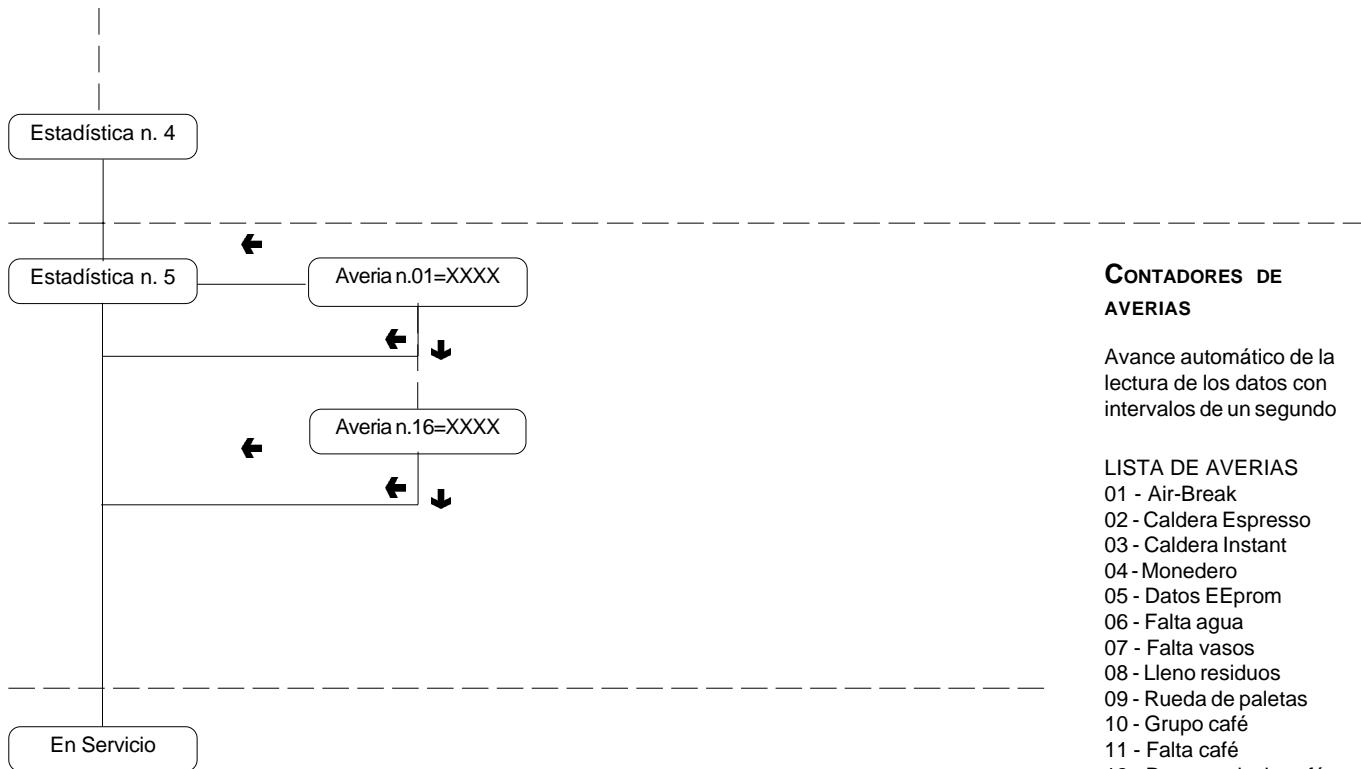 Estadística n. 4
Estadística n. 5
Averia n.01=XXXX
Averia n.16=XXXX
En Servicio
CONTADORES DE
AVERIAS
Avance automático de la
lectura de los datos con
intervalos de un segundo
LISTA DE AVERIAS
01 - Air-Break
02 - Caldera Espresso
03 - Caldera Instant
04 - Monedero
05 - Datos EEprom
06 - Falta agua
07 - Falta vasos
08 - Lleno residuos
09 - Rueda de paletas
10 - Grupo café
11 - Falta café